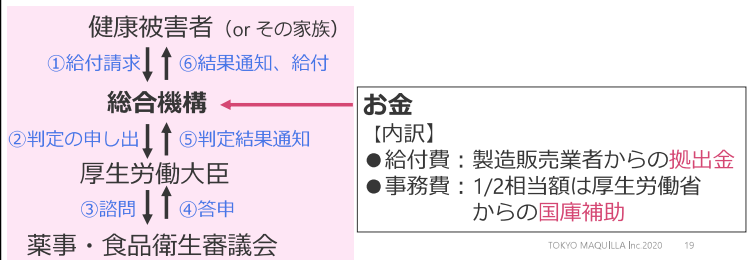 健康被害者（or その家族）
①給付請求 ⑥結果通知、給付
総合機構
②判定の申し出 ⑤判定結果通知
厚生労働大臣
③諮問 ④答申
薬事・食品衛生審議会
お金
【内訳】
●給付費：製造販売業者からの拠出金
●事務費：1/2相当額は厚生労働省
からの国庫補助
TOKYO MAQUILLA Inc 2020 19